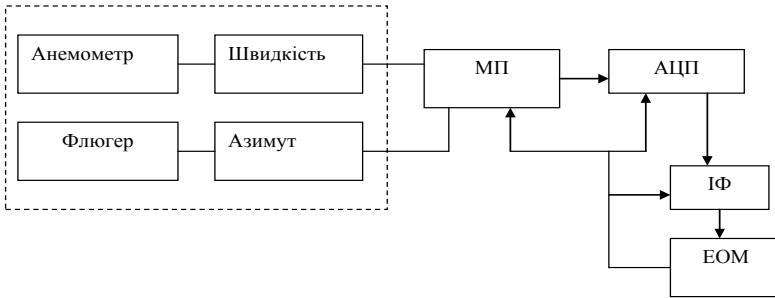 Анемометр
Швидкість
МП
АЦП
Флюгер
Азимут
ІФ
ЕОМ